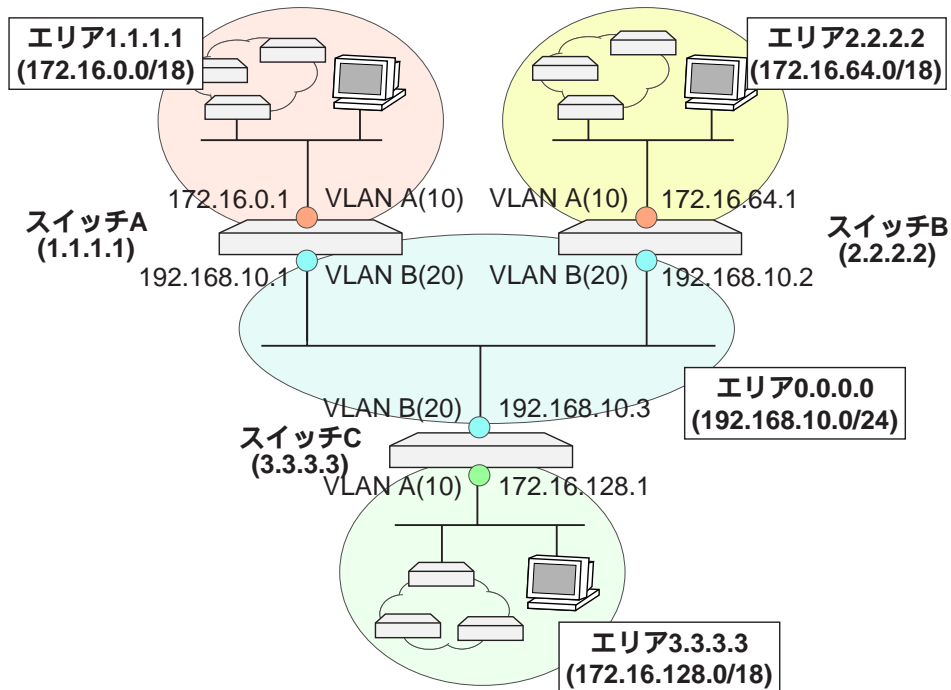 エリア1.1.1.1
(172.16.0.0/18)
エリア2.2.2.2
(172.16.64.0/18)
172.16.0.1
VLAN A(10)
VLAN A(10)
172.16.64.1
スイッチA
(1.1.1.1)
スイッチB
(2.2.2.2)
192.168.10.1
VLAN B(20)
VLAN B(20)
192.168.10.2
エリア0.0.0.0
(192.168.10.0/24)
VLAN B(20)
192.168.10.3
スイッチC
(3.3.3.3)
VLAN A(10)
172.16.128.1
エリア3.3.3.3
(172.16.128.0/18)